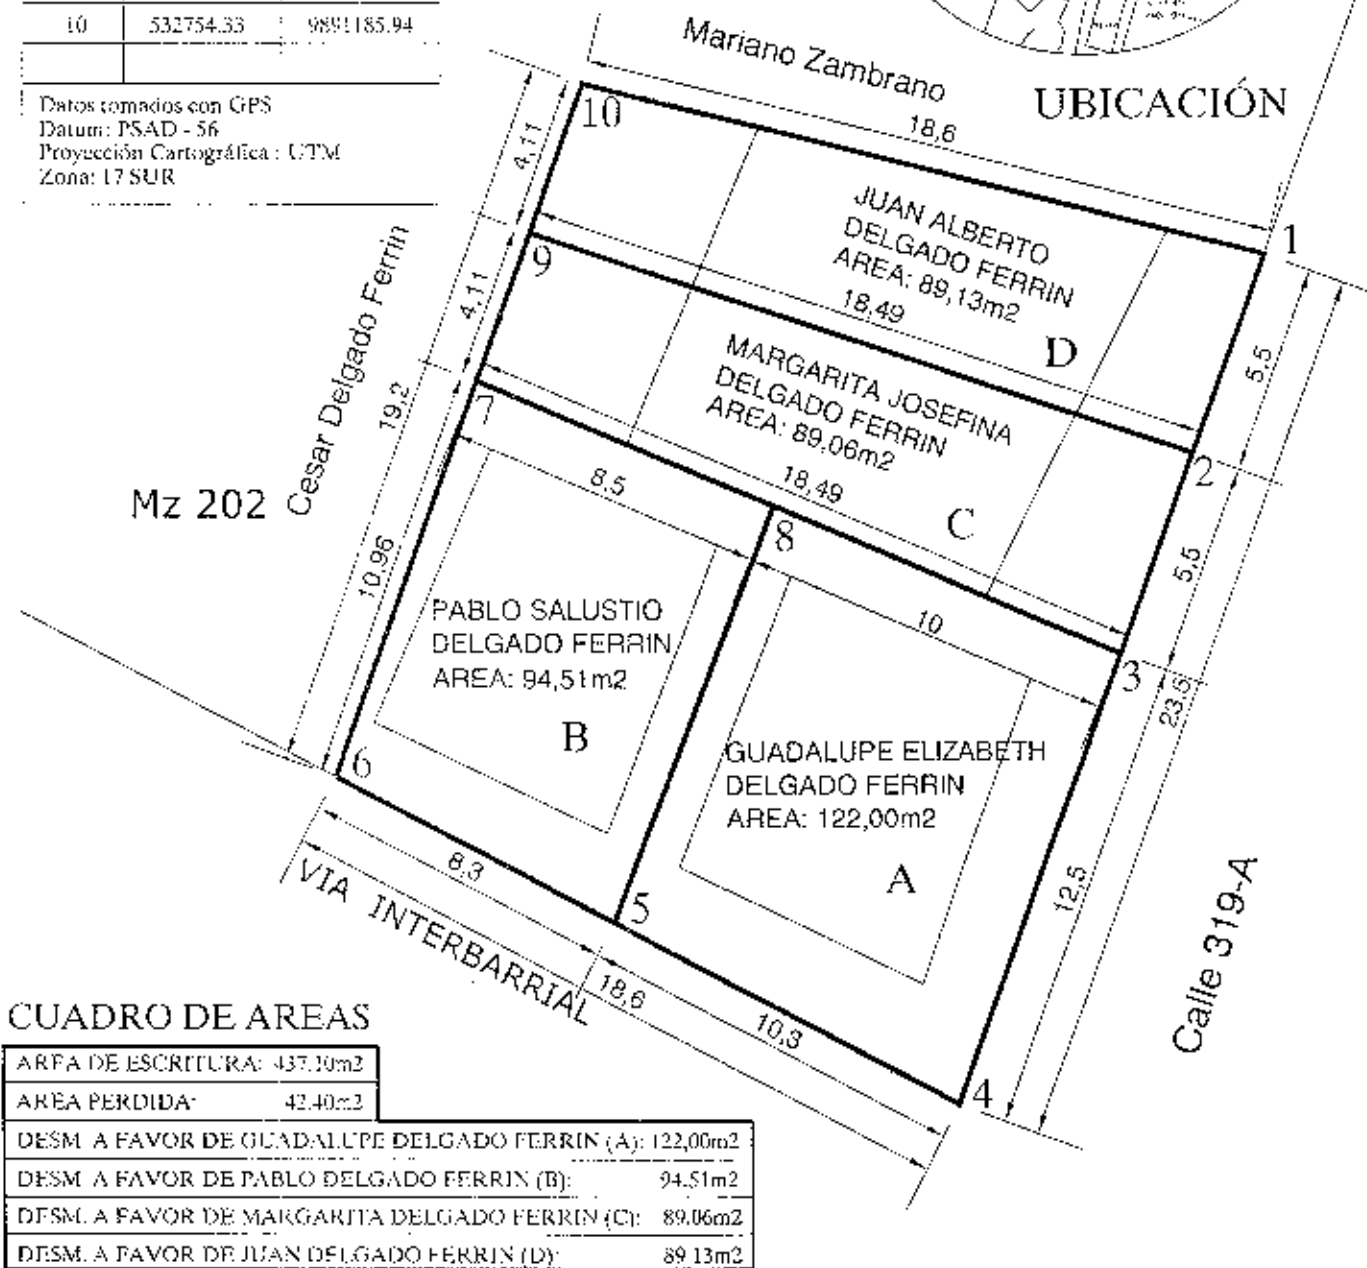 10 532754.33 9891185.94
Datos tomados con GPS
Datum: PSAD - 56
Proyección Cartográfica : UTM
Zona: 17 SUR
UBICACIÓN
Mariano Zambrano
18,6
10
1
4,11
4,11
19,2
10,96
Cesar Delgado Ferrin
Mz 202
JUAN ALBERTO
DELGADO FERRIN
AREA: 89,13m2
D
18,49
9
2
5,5
MARGARITA JOSEFINA
DELGADO FERRIN
AREA: 89,06m2
C
18,49
7
8
3
5,5
23,5
8,5
10
PABLO SALUSTIO
DELGADO FERRIN
AREA: 94,51m2
B
GUADALUPE ELIZABETH
DELGADO FERRIN
AREA: 122,00m2
A
12,5
Calle 319-A
6
5
4
8,3
18,6
10,3
VIA INTERBARRIAL
CUADRO DE AREAS
AREA DE ESCRITURA: 437.10m2
AREA PERDIDA: 42.40m2
DESM. A FAVOR DE GUADALUPE DELGADO FERRIN (A): 122,00m2
DESM. A FAVOR DE PABLO DELGADO FERRIN (B): 94.51m2
DESM. A FAVOR DE MARGARITA DELGADO FERRIN (C): 89.06m2
DESM. A FAVOR DE JUAN DELGADO FERRIN (D): 89.13m2